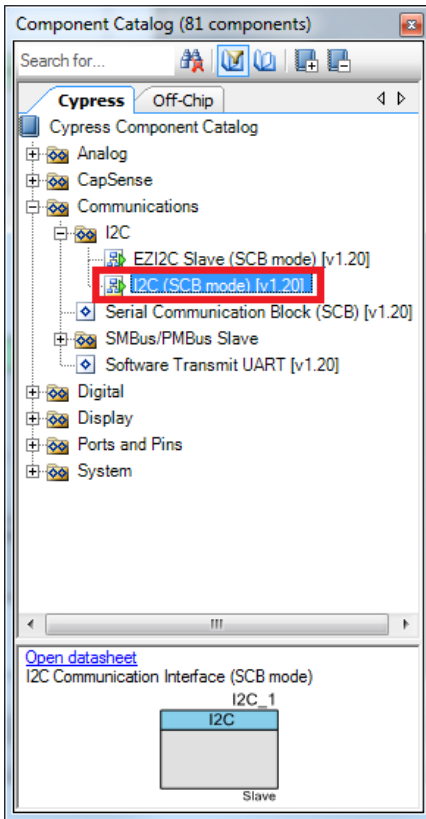 Component Catalog (81 components)
Search for...
Cypress Off-Chip
Cypress Component Catalog
Analog
CapSense
Communications
I2C
EZI2C Slave (SCB mode) [v1.20]
I2C (SCB mode) [v1.20]
Serial Communication Block (SCB) [v1.20]
SMBus/PMBus Slave
Software Transmit UART [v1.20]
Digital
Display
Ports and Pins
System
Open datasheet
I2C Communication Interface (SCB mode)
I2C_1
I2C
Slave